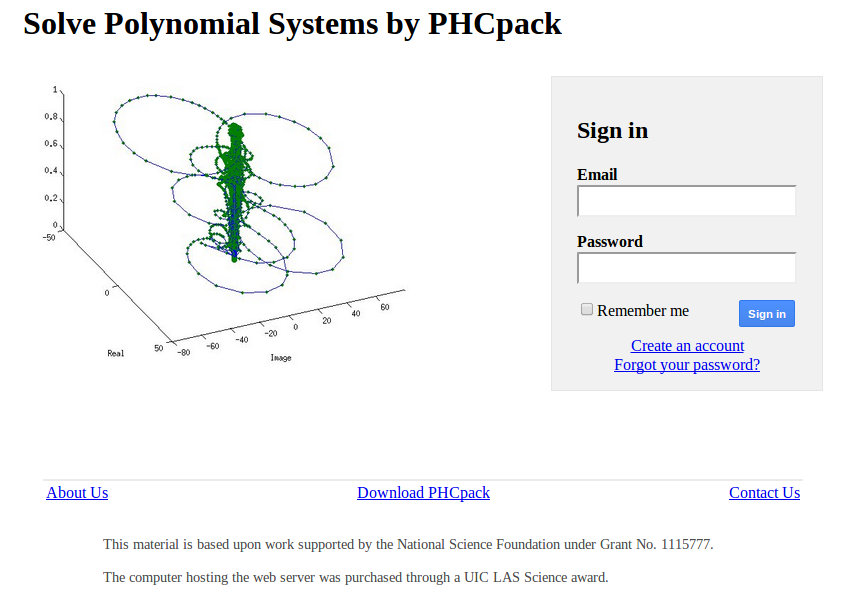 Solve Polynomial Systems by PHCpack
1
0.8
0.6
0.4
0.2
0
-50
0
50
Real
-80
-60
-40
-20
0
20
40
60
Image
Sign in
Email
Password
Remember me
Sign in
Create an account
Forgot your password?
About Us
Download PHCpack
Contact Us
This material is based upon work supported by the National Science Foundation under Grant No. 1115777.
The computer hosting the web server was purchased through a UIC LAS Science award.